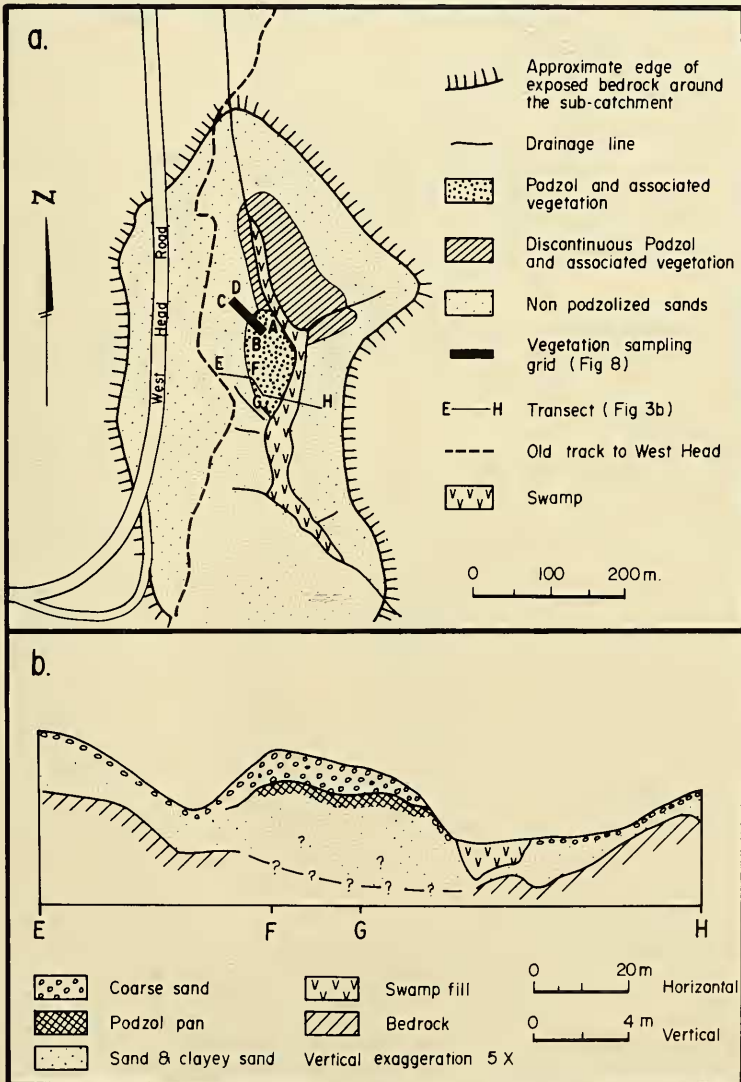 a.
Approximate edge of
exposed bedrock around
the sub-catchment
Drainage line
Podzol and associated
vegetation
Discontinuous Podzol
and associated vegetation
Non podzolized sands
Vegetation sampling
grid (Fig 8)
E — H Transect (Fig 3b)
Old track to West Head
Swamp
0 100 200 m.
N
West Head Road
D
C
A
B
E F
G H
b.
E F G H
Coarse sand
Podzol pan
Sand & clayey sand
Swamp fill
Bedrock
Vertical exaggeration 5 X
0 20 m Horizontal
0 4 m Vertical
? ? ? ? ? ? ? ?